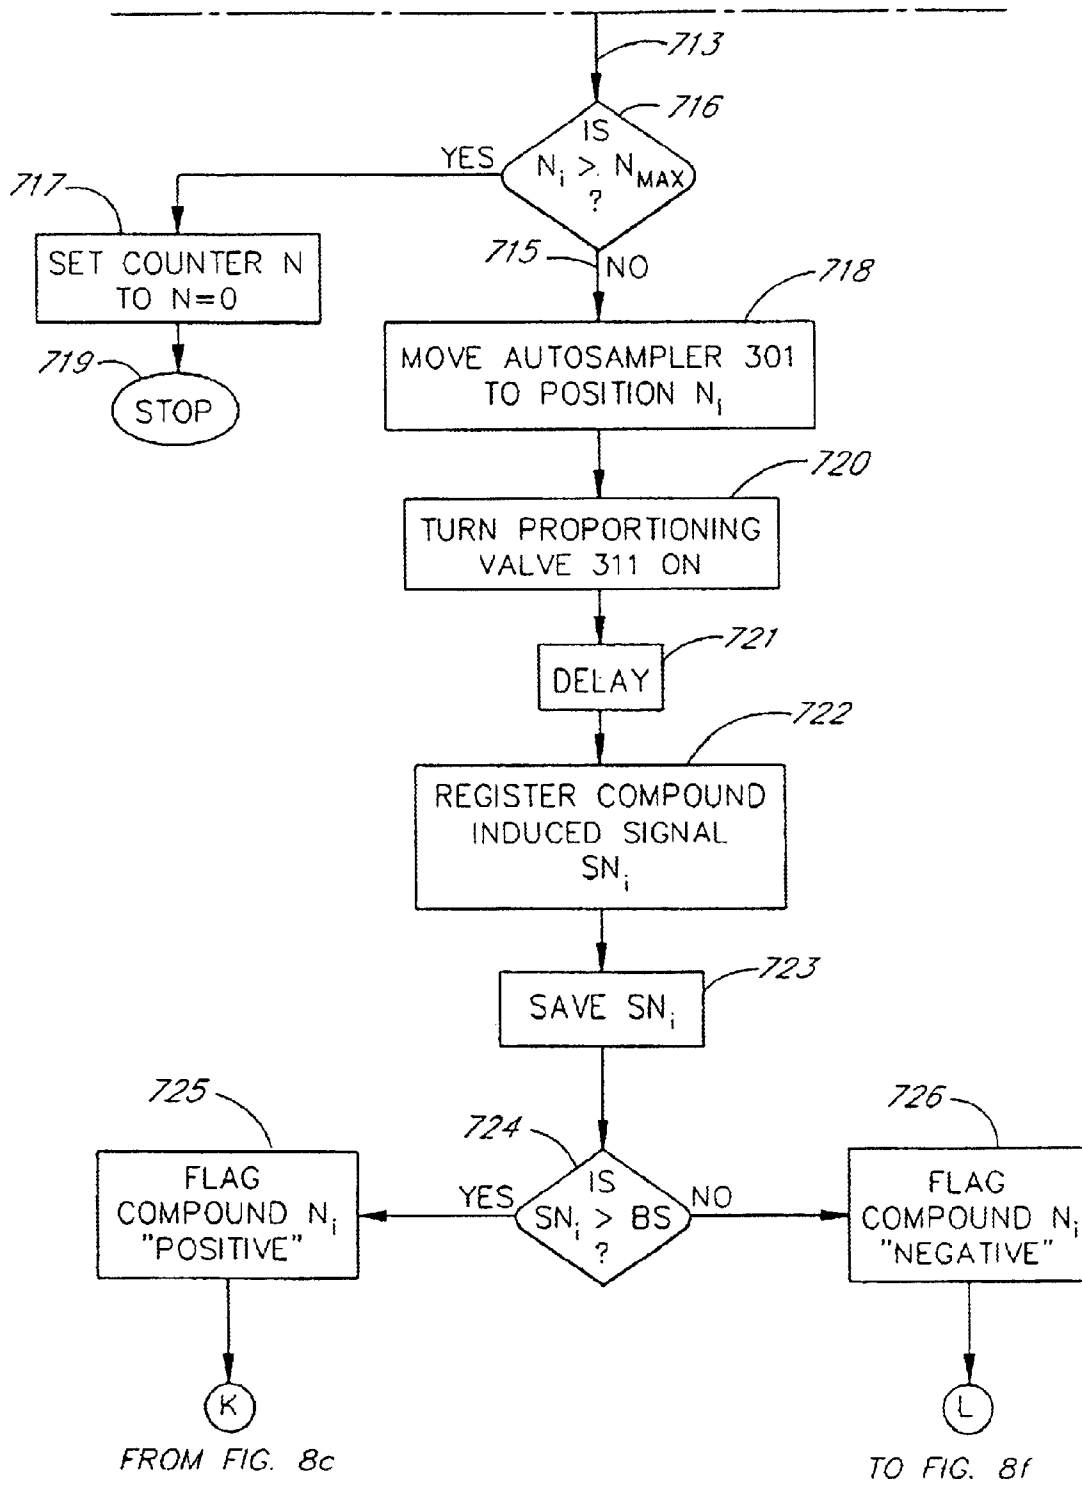 713
716
IS
Nᵢ > N_MAX
?
YES
717
SET COUNTER N
TO N=0
719
STOP
715
NO
718
MOVE AUTOSAMPLER 301
TO POSITION Nᵢ
720
TURN PROPORTIONING
VALVE 311 ON
721
DELAY
722
REGISTER COMPOUND
INDUCED SIGNAL
SNᵢ
723
SAVE SNᵢ
724
IS
SNᵢ > BS
?
YES
NO
725
FLAG
COMPOUND Nᵢ
"POSITIVE"
726
FLAG
COMPOUND Nᵢ
"NEGATIVE"
K
FROM FIG. 8c
L
TO FIG. 8f